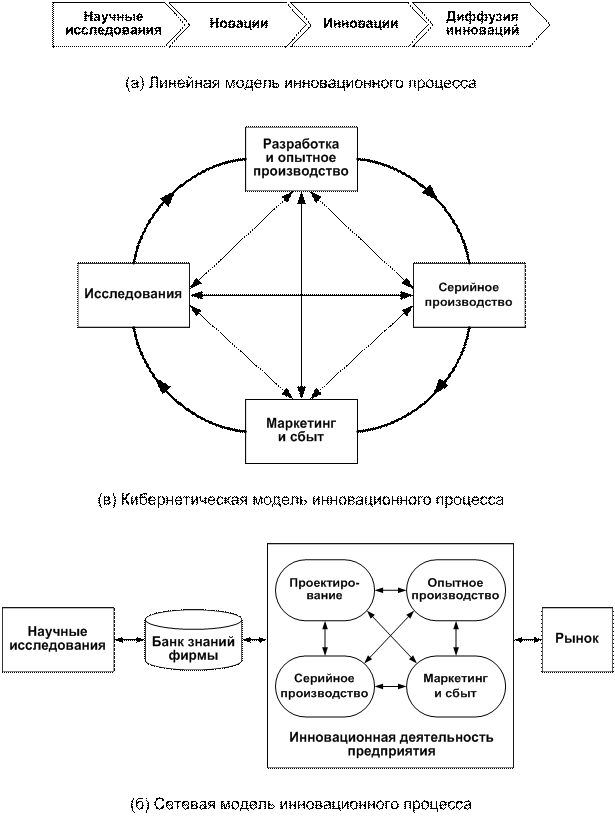 Научные
исследования
Новации
Инновации
Диффузия
инноваций
(а) Линейная модель инновационного процесса
Разработка
и опытное
производство
Исследования
Серийное
производство
Маркетинг
и сбыт
(в) Кибернетическая модель инновационного процесса
Проектиро-
вание
Опытное
производство
Научные
исследования
Банк знаний
фирмы
Рынок
Серийное
производство
Маркетинг
и сбыт
Инновационная деятельность
предприятия
(б) Сетевая модель инновационного процесса